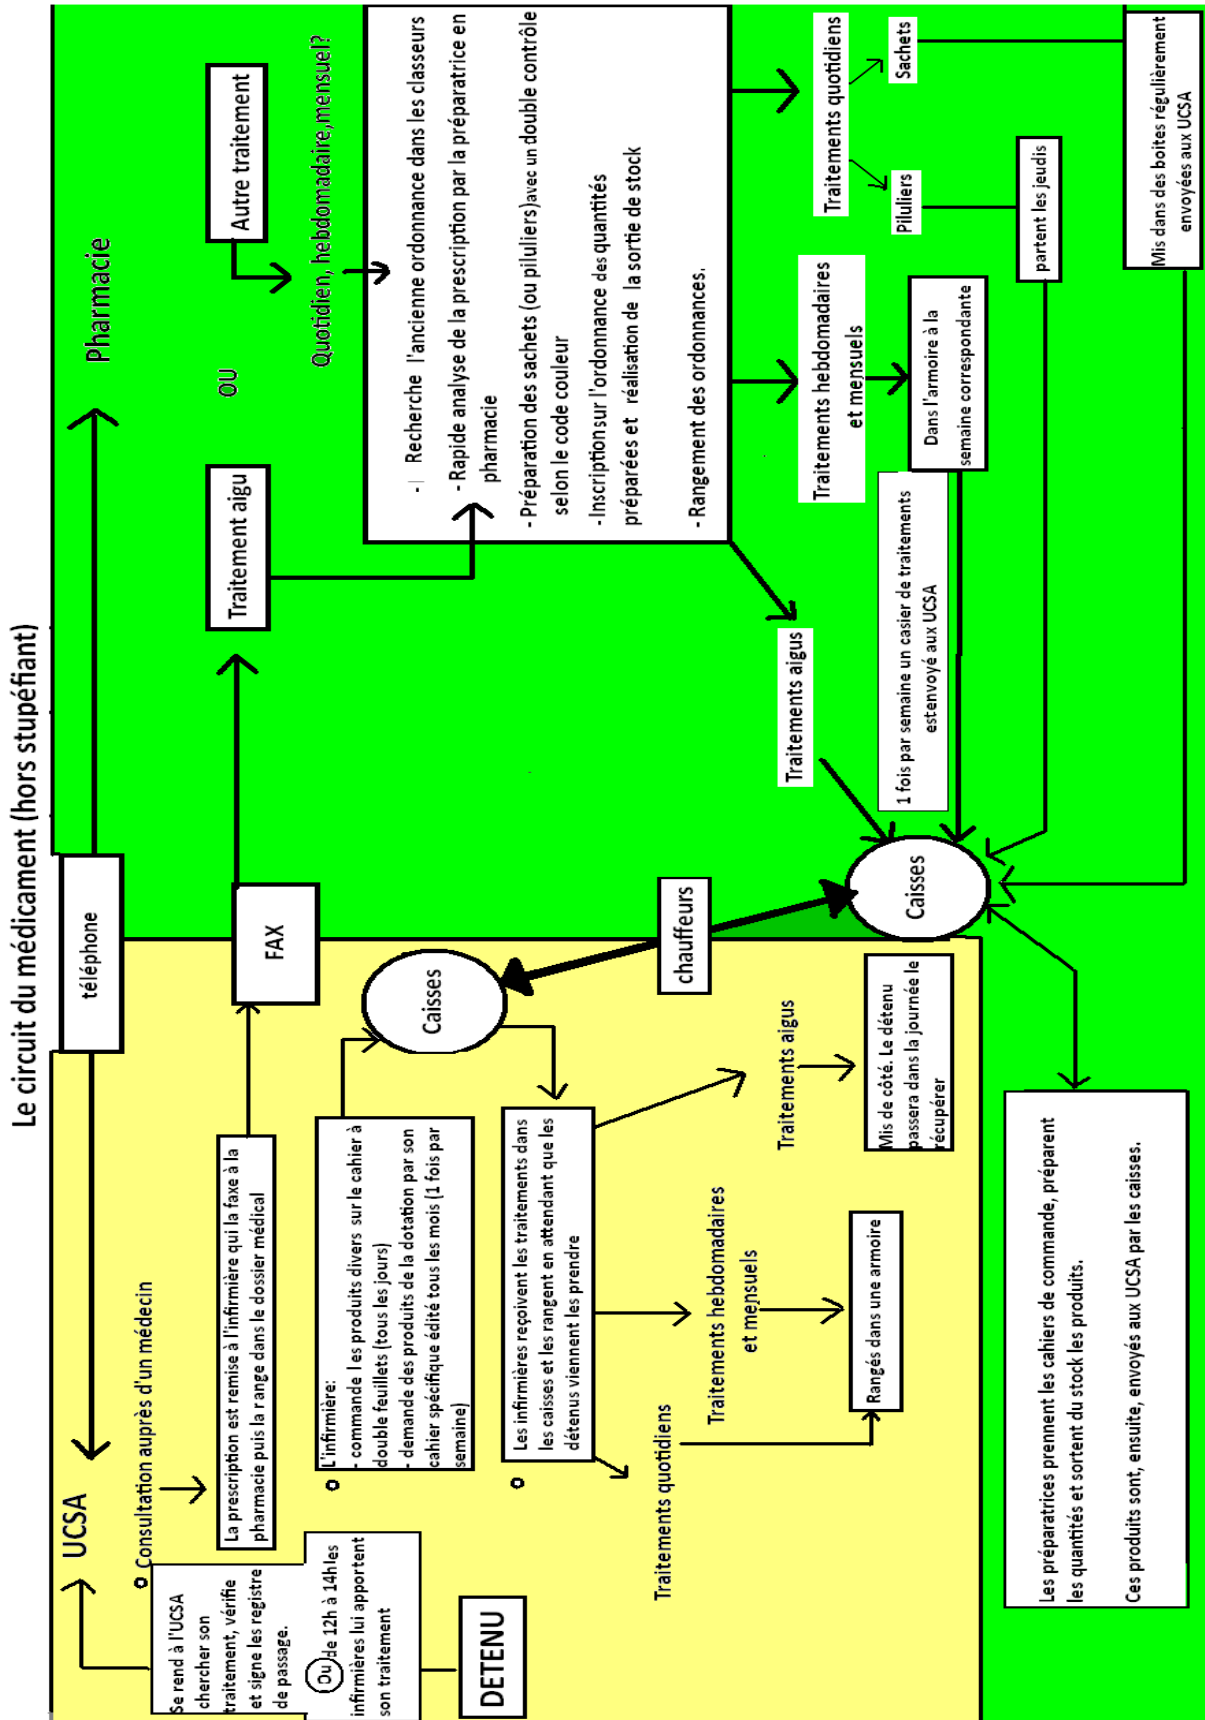 Le circuit du médicament (hors stupéfiant)
téléphone
UCSA
Pharmacie
Consultation auprès d'un médecin
La prescription est remise à l'infirmière qui la faxe à la
pharmacie puis la range dans le dossier médical
FAX
Traitement aigu
OU
Autre traitement
Quotidien, hebdomadaire,mensuel?
Se rend à l'UCSA
chercher son
traitement, vérifie
et signe les registre
de passage.
Ou de 12h à 14hles
infirmières lui apportent
son traitement
DETENU
L'infirmière:
- commande les produits divers sur le cahier à
double feuillets (tous les jours)
- demande des produits de la dotation par son
cahier spécifique édité tous les mois (1 fois par
semaine)
Caisses
Les infirmières reçeivent les traitements dans
les caisses et les rangent en attendant que les
détenus viennent les prendre
chauffeurs
Traitements quotidiens
Traitements hebdomadaires
et mensuels
Traitements aigus
Rangés dans une armoire
Mis de côté. Le détenu
passera dans la journée le
récupérer
- Recherche l'ancienne ordonnance dans les classeurs
- Rapide analyse de la prescription par la préparatrice en
pharmacie
- Préparation des sachets (ou piluliers)avec un double contrôle
selon le code couleur
- Inscription sur l'ordonnance des quantités
préparées et réalisation de la sortie de stock
- Rangement des ordonnances.
Traitements aigus
Traitements hebdomadaires
et mensuels
Traitements quotidiens
Piluliers
Sachets
Dans l'armoire à la
semaine correspondante
1 fois par semaine un casier de traitements
estenvoyé aux UCSA
partent les jeudis
Mis dans des boites régulièrement
envoyées aux UCSA
Caisses
Les préparatrices prennent les cahiers de commande, préparent
les quantités et sortent du stock les produits.
Ces produits sont, ensuite, envoyés aux UCSA par les caisses.